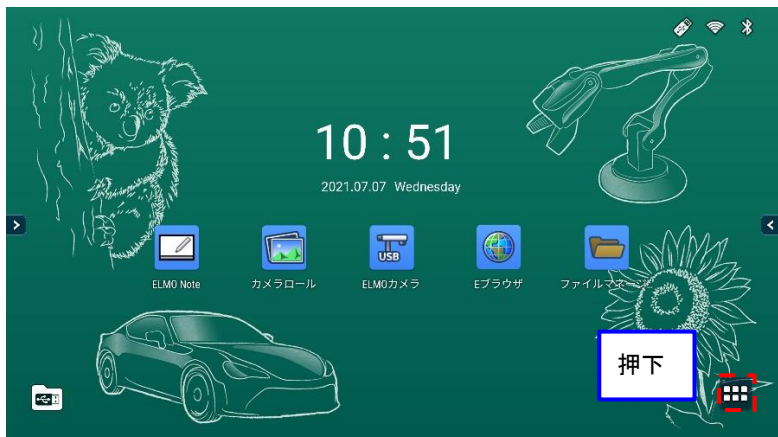 10 : 51
2021.07.07 Wednesday
USB
ELMO Note
カメラロール
ELMOカメラ
Eブラウザ
ファイルマネージ
押下